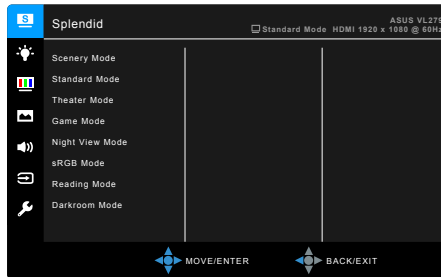 S
Splendid
ASUS VL279
Standard Mode HDMI 1920 x 1080 @ 60Hz
Scenery Mode
Standard Mode
Theater Mode
Game Mode
Night View Mode
sRGB Mode
Reading Mode
Darkroom Mode
MOVE/ENTER
BACK/EXIT